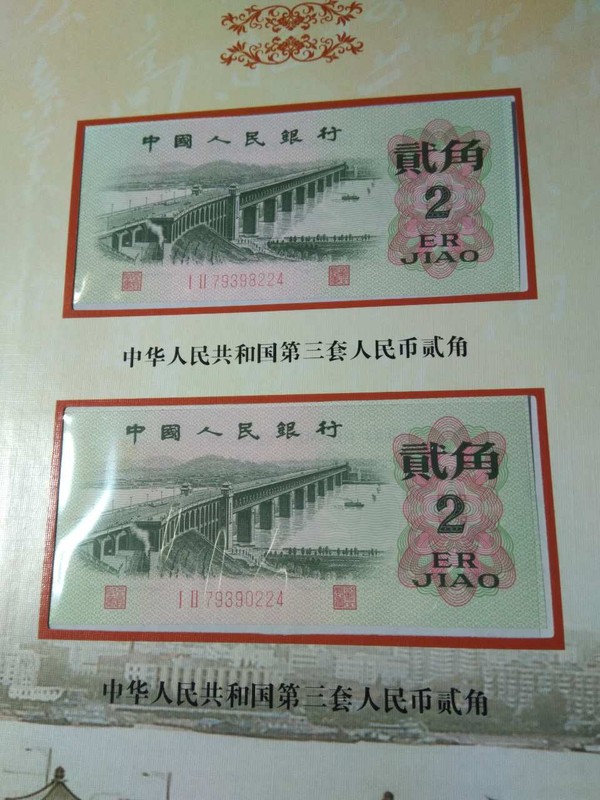 中國人民銀行
貳角
2
ER
JIAO
I II 79398224
中华人民共和国第三套人民币贰角
中國人民銀行
貳角
2
ER
JIAO
I II 79390224
中华人民共和国第三套人民币贰角